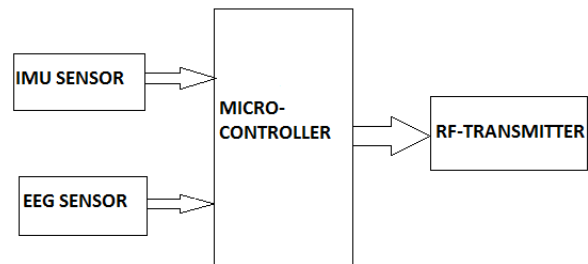 IMU SENSOR
MICRO-
CONTROLLER
RF-TRANSMITTER
EEG SENSOR